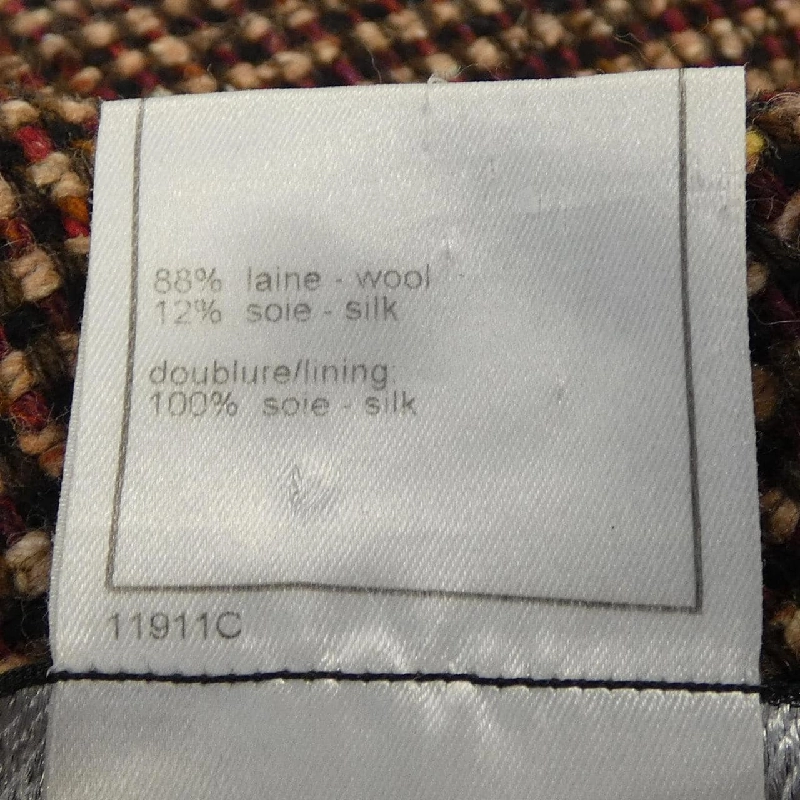 88% laine - wool
12% soie - silk
doublure/lining:
100% soie - silk
11911C